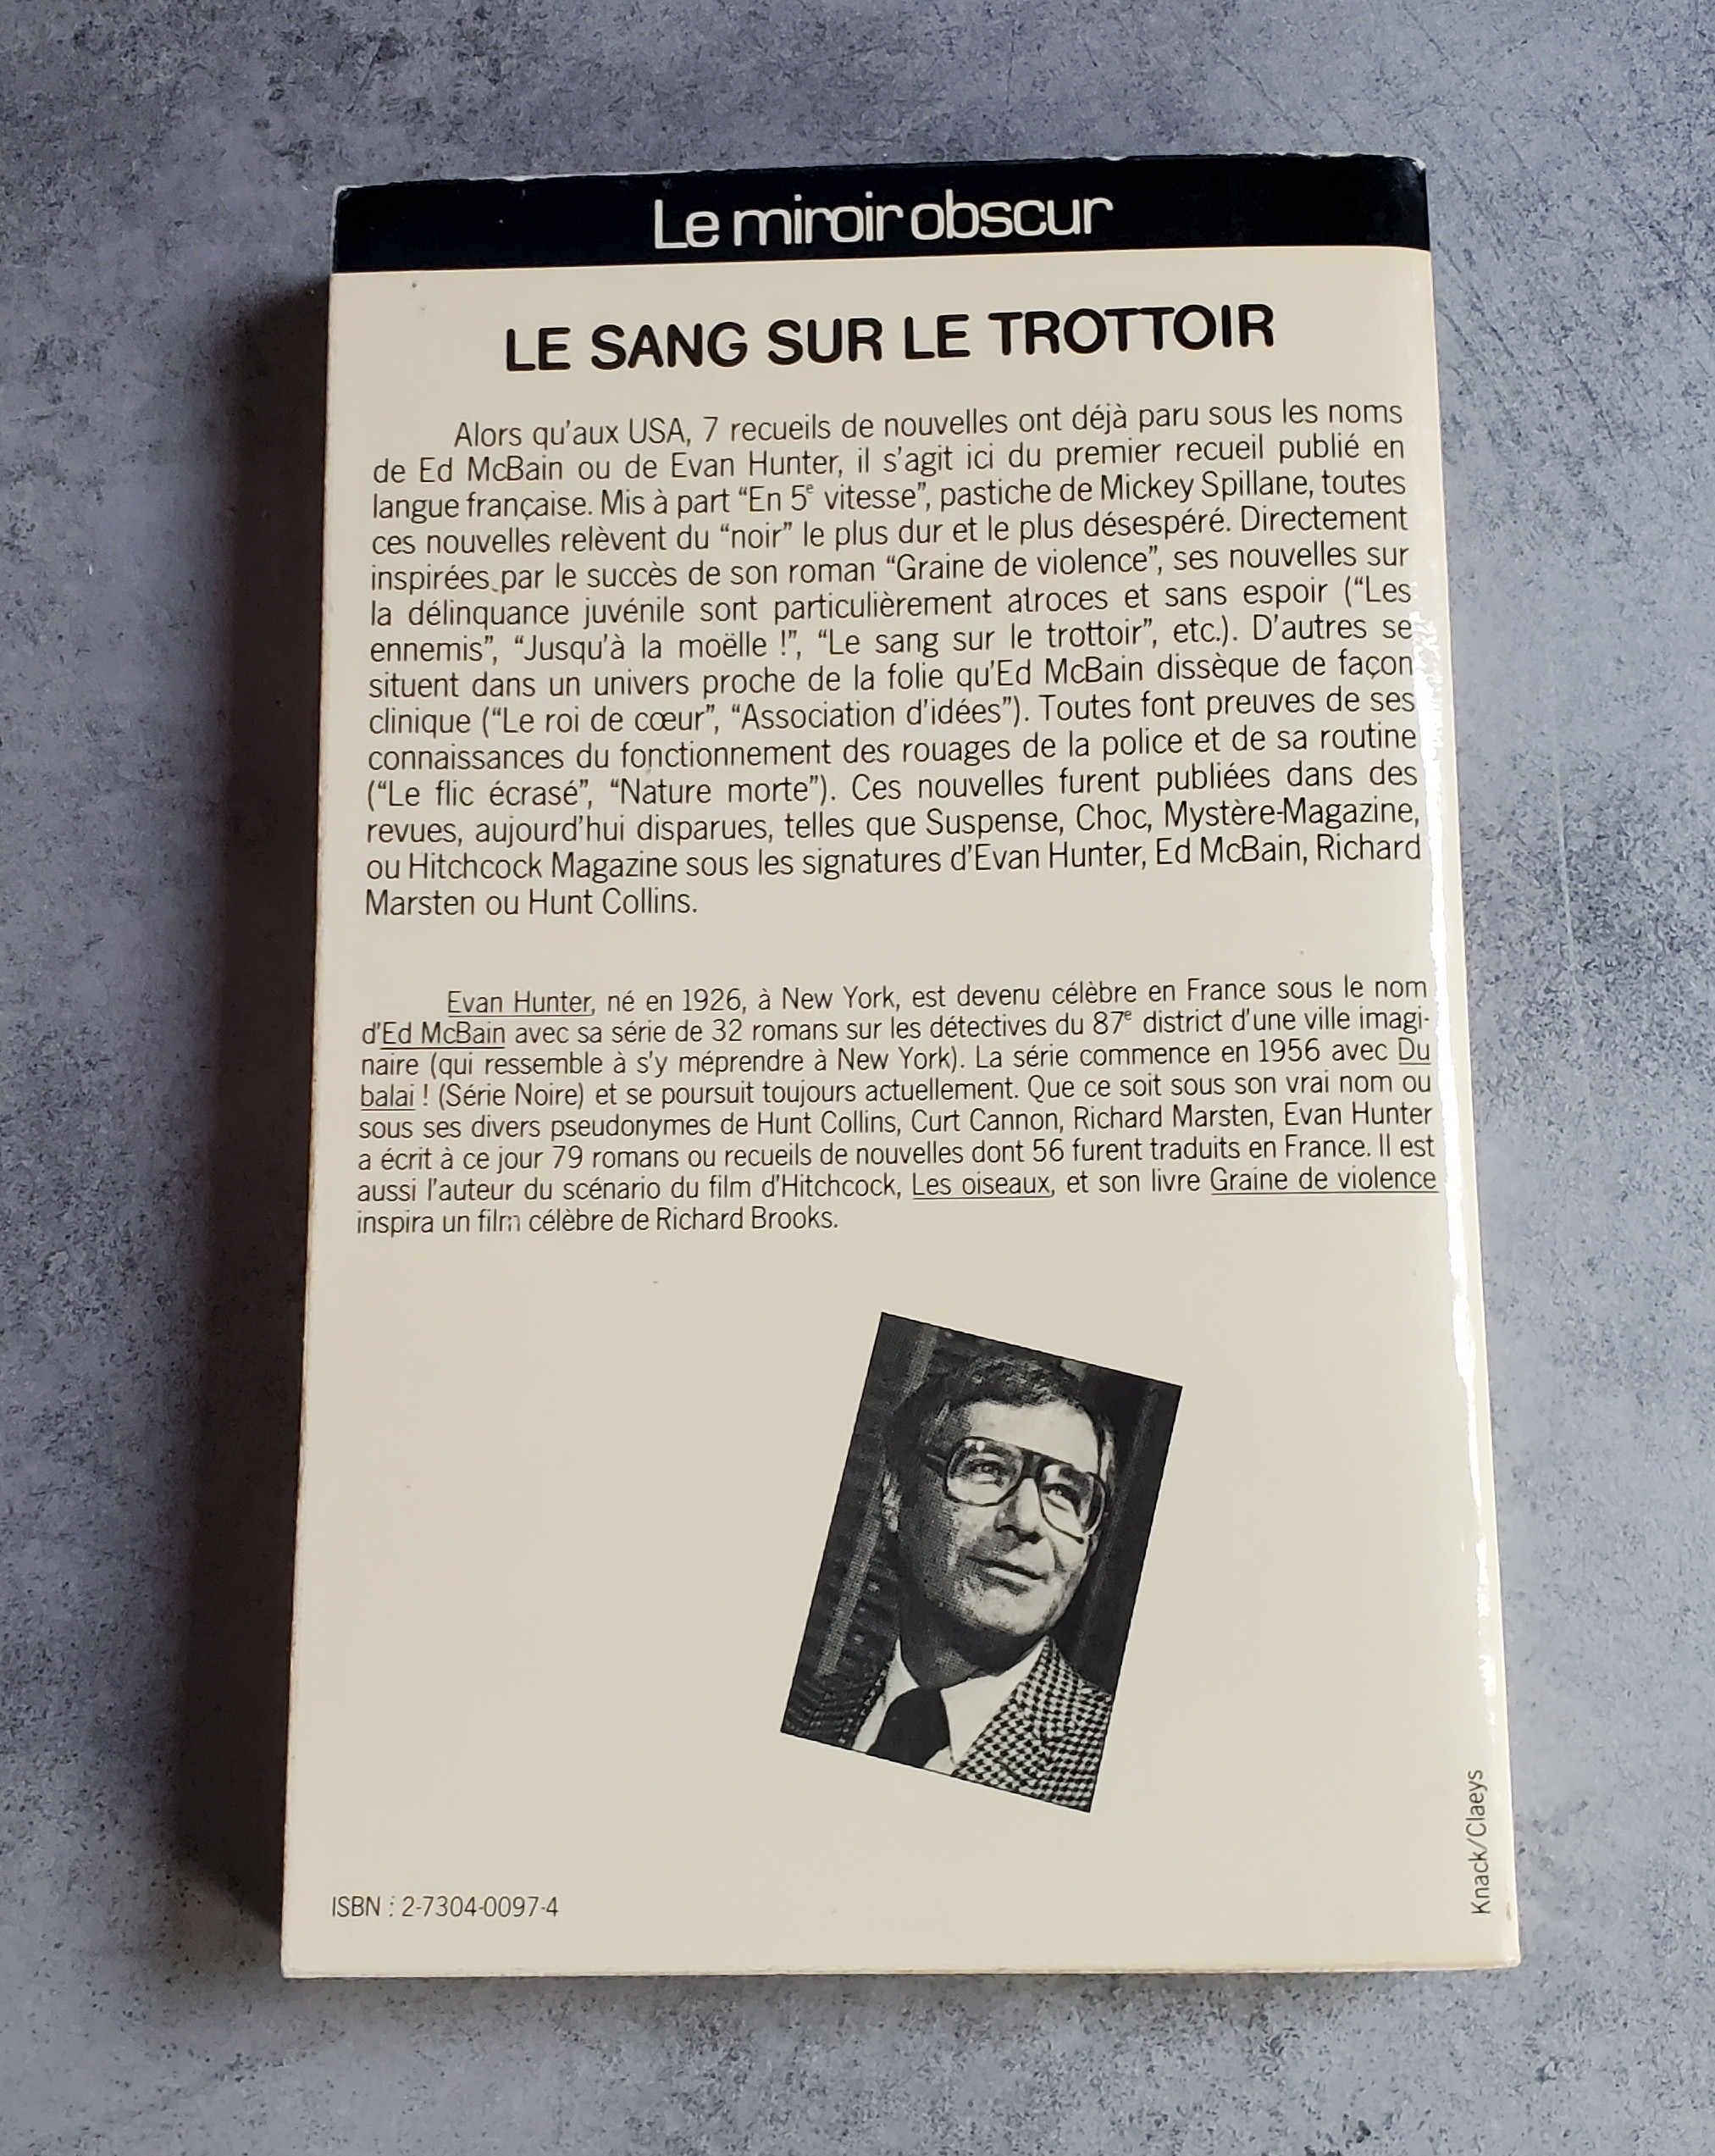 Le miroir obscur
LE SANG SUR LE TROTTOIR
Alors qu'aux USA, 7 recueils de nouvelles ont déjà paru sous les noms
de Ed McBain ou de Evan Hunter, il s'agit ici du premier recueil publié en
langue française. Mis à part “En 5e vitesse”, pastiche de Mickey Spillane, toutes
ces nouvelles relèvent du “noir” le plus dur et le plus désespéré. Directement
inspirées par le succès de son roman “Graine de violence”, ses nouvelles sur
la délinquance juvénile sont particulièrement atroces et sans espoir (“Les
ennemis”, “Jusqu'à la moëlle !”, “Le sang sur le trottoir”, etc.). D'autres se
situent dans un univers proche de la folie qu'Ed McBain dissèque de façon
clinique (“Le roi de cœur”, “Association d'idées”). Toutes font preuves de ses
connaissances du fonctionnement des rouages de la police et de sa routine
(“Le flic écrasé”, “Nature morte”). Ces nouvelles furent publiées dans des
revues, aujourd'hui disparues, telles que Suspense, Choc, Mystère-Magazine,
ou Hitchcock Magazine sous les signatures d'Evan Hunter, Ed McBain, Richard
Marsten ou Hunt Collins.
Evan Hunter, né en 1926, à New York, est devenu célèbre en France sous le nom
d'Ed McBain avec sa série de 32 romans sur les détectives du 87e district d'une ville imagi-
naire (qui ressemble à s'y méprendre à New York). La série commence en 1956 avec Du
balai ! (Série Noire) et se poursuit toujours actuellement. Que ce soit sous son vrai nom ou
sous ses divers pseudonymes de Hunt Collins, Curt Cannon, Richard Marsten, Evan Hunter
a écrit à ce jour 79 romans ou recueils de nouvelles dont 56 furent traduits en France. Il est
aussi l'auteur du scénario du film d'Hitchcock, Les oiseaux, et son livre Graine de violence
inspira un film célèbre de Richard Brooks.
Knack/Claeys
ISBN : 2-7304-0097-4